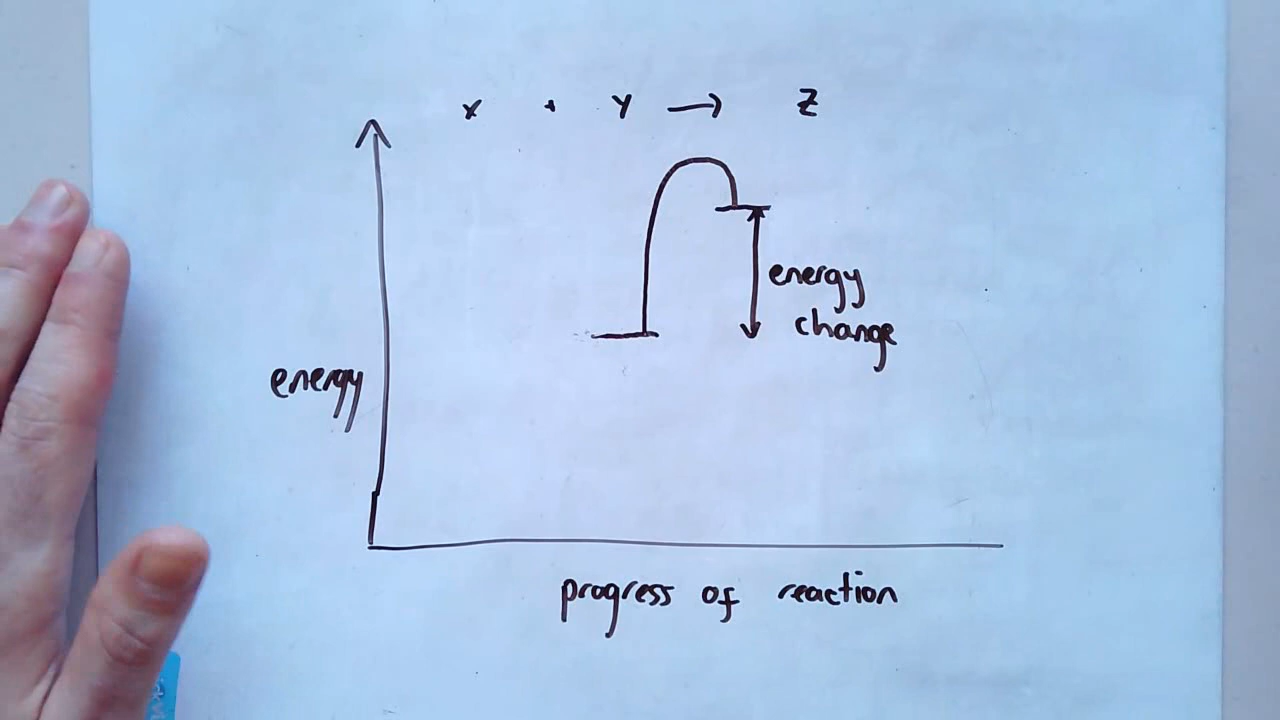 x + y → z
energy
change
energy
progress of reaction